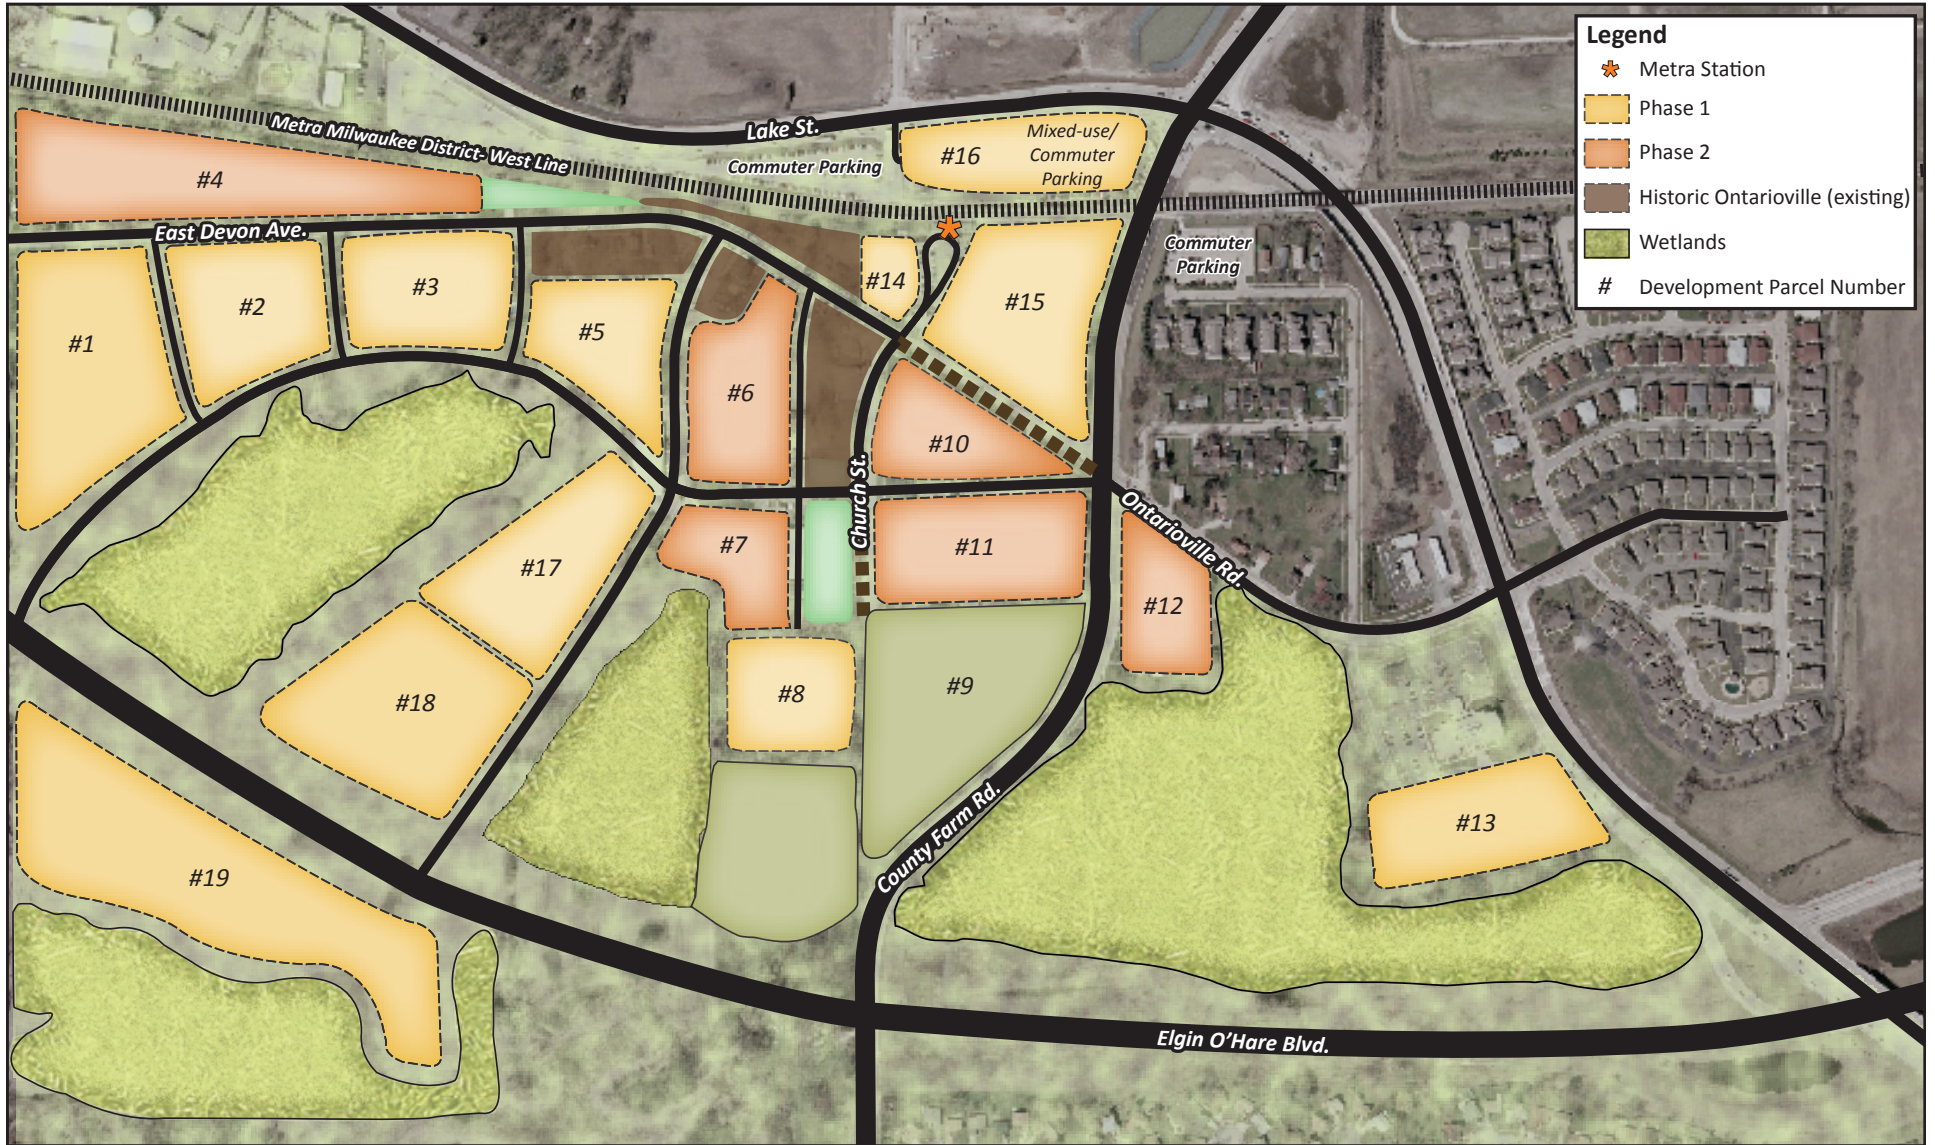 Legend
Metra Station
Phase 1
Phase 2
Historic Ontarioville (existing)
Wetlands
# Development Parcel Number
Lake St.
Metra Milwaukee District- West Line
Commuter Parking
#16
Mixed-use/
Commuter
Parking
#4
East Devon Ave.
Commuter
Parking
#1
#2
#3
#5
#14
#15
#6
#10
Church St.
#17
#7
#11
Ontarioville Rd.
#12
#18
#8
#9
County Farm Rd.
#13
#19
Elgin O'Hare Blvd.